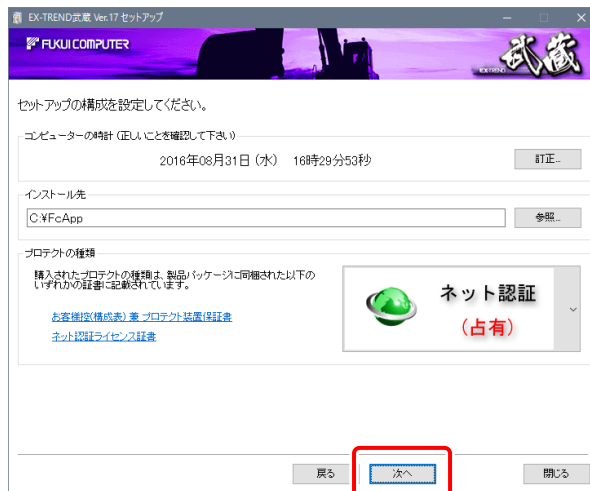 EX-TREND武蔵 Ver.17 セットアップ
FUKUI COMPUTER
EX-TREND 武蔵
セットアップの構成を設定してください。
コンピューターの時計 (正しいことを確認して下さい)
2016年08月31日 (水) 16時29分53秒
訂正...
インストール先
C:¥FcApp
参照...
プロテクトの種類
購入されたプロテクトの種類は、製品パッケージに同梱された以下の
いずれかの証書に記載されています。
ネット認証
(占有)
お客様控(構成表) 兼 プロテクト装置保証書
ネット認証ライセンス証書
戻る
次へ
閉じる